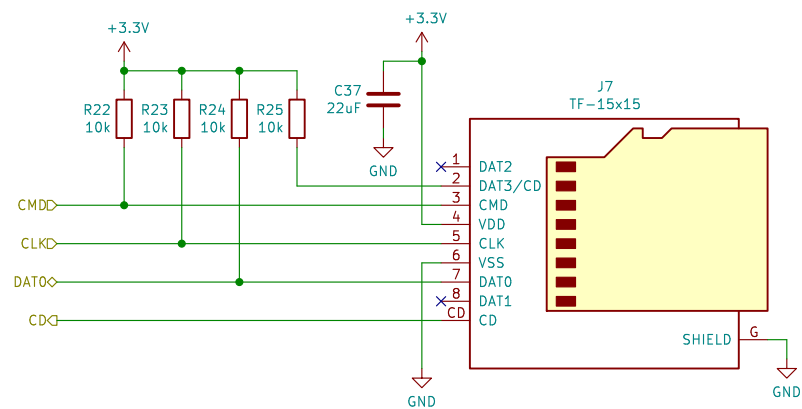 +3.3V
+3.3V
R22
10k
R23
10k
R24
10k
R25
10k
C37
22uF
GND
J7
TF-15x15
1 DAT2
2 DAT3/CD
CMD 3 CMD
4 VDD
CLK 5 CLK
6 VSS
DAT0 7 DAT0
8 DAT1
CD CD CD
SHIELD G
GND
GND